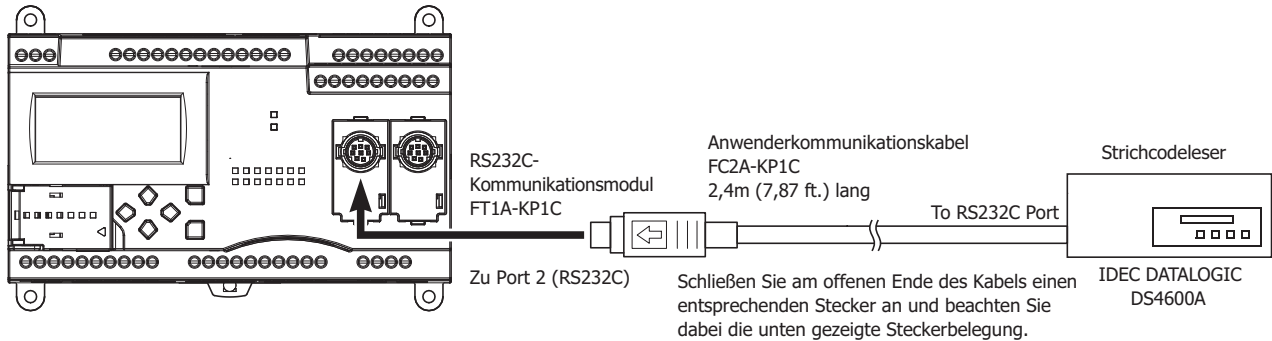 RS232C-
Kommunikationsmodul
FT1A-KP1C
Zu Port 2 (RS232C)
Anwenderkommunikationskabel
FC2A-KP1C
2,4m (7,87 ft.) lang
To RS232C Port
Schließen Sie am offenen Ende des Kabels einen
entsprechenden Stecker an und beachten Sie
dabei die unten gezeigte Steckerbelegung.
Strichcodeleser
IDEC DATALOGIC
DS4600A